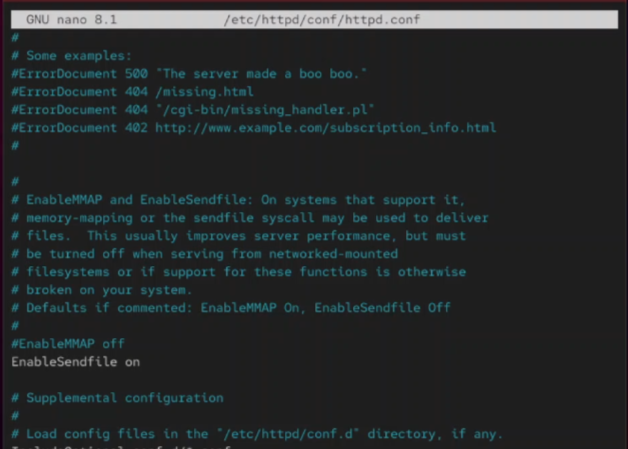 GNU nano 8.1 /etc/httpd/conf/httpd.conf
#
# Some examples:
#ErrorDocument 500 "The server made a boo boo."
#ErrorDocument 404 /missing.html
#ErrorDocument 404 "/cgi-bin/missing_handler.pl"
#ErrorDocument 402 http://www.example.com/subscription_info.html
#
#
# EnableMMAP and EnableSendfile: On systems that support it,
# memory-mapping or the sendfile syscall may be used to deliver
# files.  This usually improves server performance, but must
# be turned off when serving from networked-mounted
# filesystems or if support for these functions is otherwise
# broken on your system.
# Defaults if commented: EnableMMAP On, EnableSendfile Off
#
#EnableMMAP off
EnableSendfile on
# Supplemental configuration
#
# Load config files in the "/etc/httpd/conf.d" directory, if any.